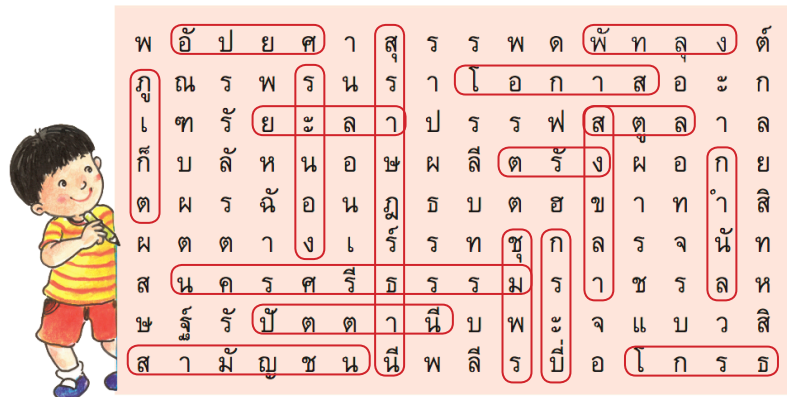 พ อั ป ย ศ า สุ ร ร พ ด พั ท ลุ ง ต์
ภู ณ ร พ ร น ร า โ อ ก า ส อ ะ ก
เ ฑ รั ย ะ ล า ป ร ร ฟ ส ตู ล า ล
ก็ บ ลั ห น อ ษ ผ ลี ต รั ง ผ อ ก ย
ต ผ ร ฉั อ น ฎ ธ บ ต ฮ ข า ท ำ สิ
ผ ต ต า ง เ ร์ ร ท ชุ ก ล ร จ นั ท
ส น ค ร ศ รี ธ ร ร ม ร า ช ร ล ห
ษ ฐ์ รั ปั ต ต า นี บ พ ะ จ แ บ ว สิ
ส า มั ญ ช น นี พ ลี ร บี่ อ โ ก ร ธ